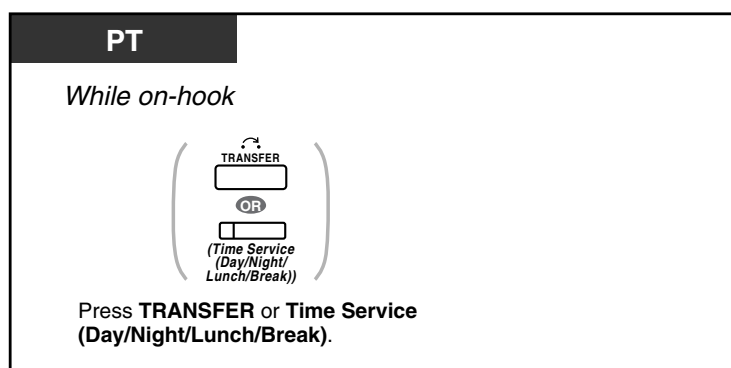 PT
While on-hook
TRANSFER
OR
(Time Service
(Day/Night/
Lunch/Break))
Press TRANSFER or Time Service
(Day/Night/Lunch/Break).